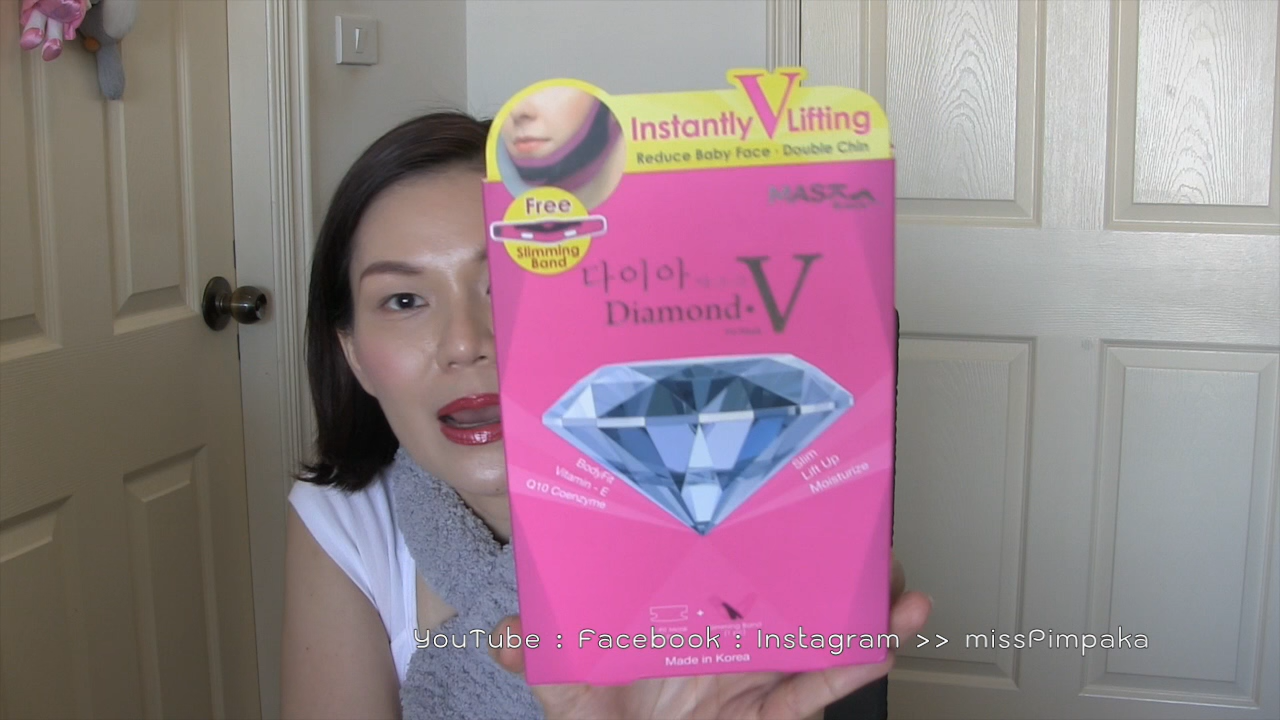 Instantly V Lifting
Reduce Baby Face · Double Chin
Free
Slimming
Band
다이아
Diamond·V
BodyFit
Vitamin - E
Q10 Coenzyme
Slim
Lift Up
Moisturize
YouTube : Facebook : Instagram >> missPimpaka
Made in Korea